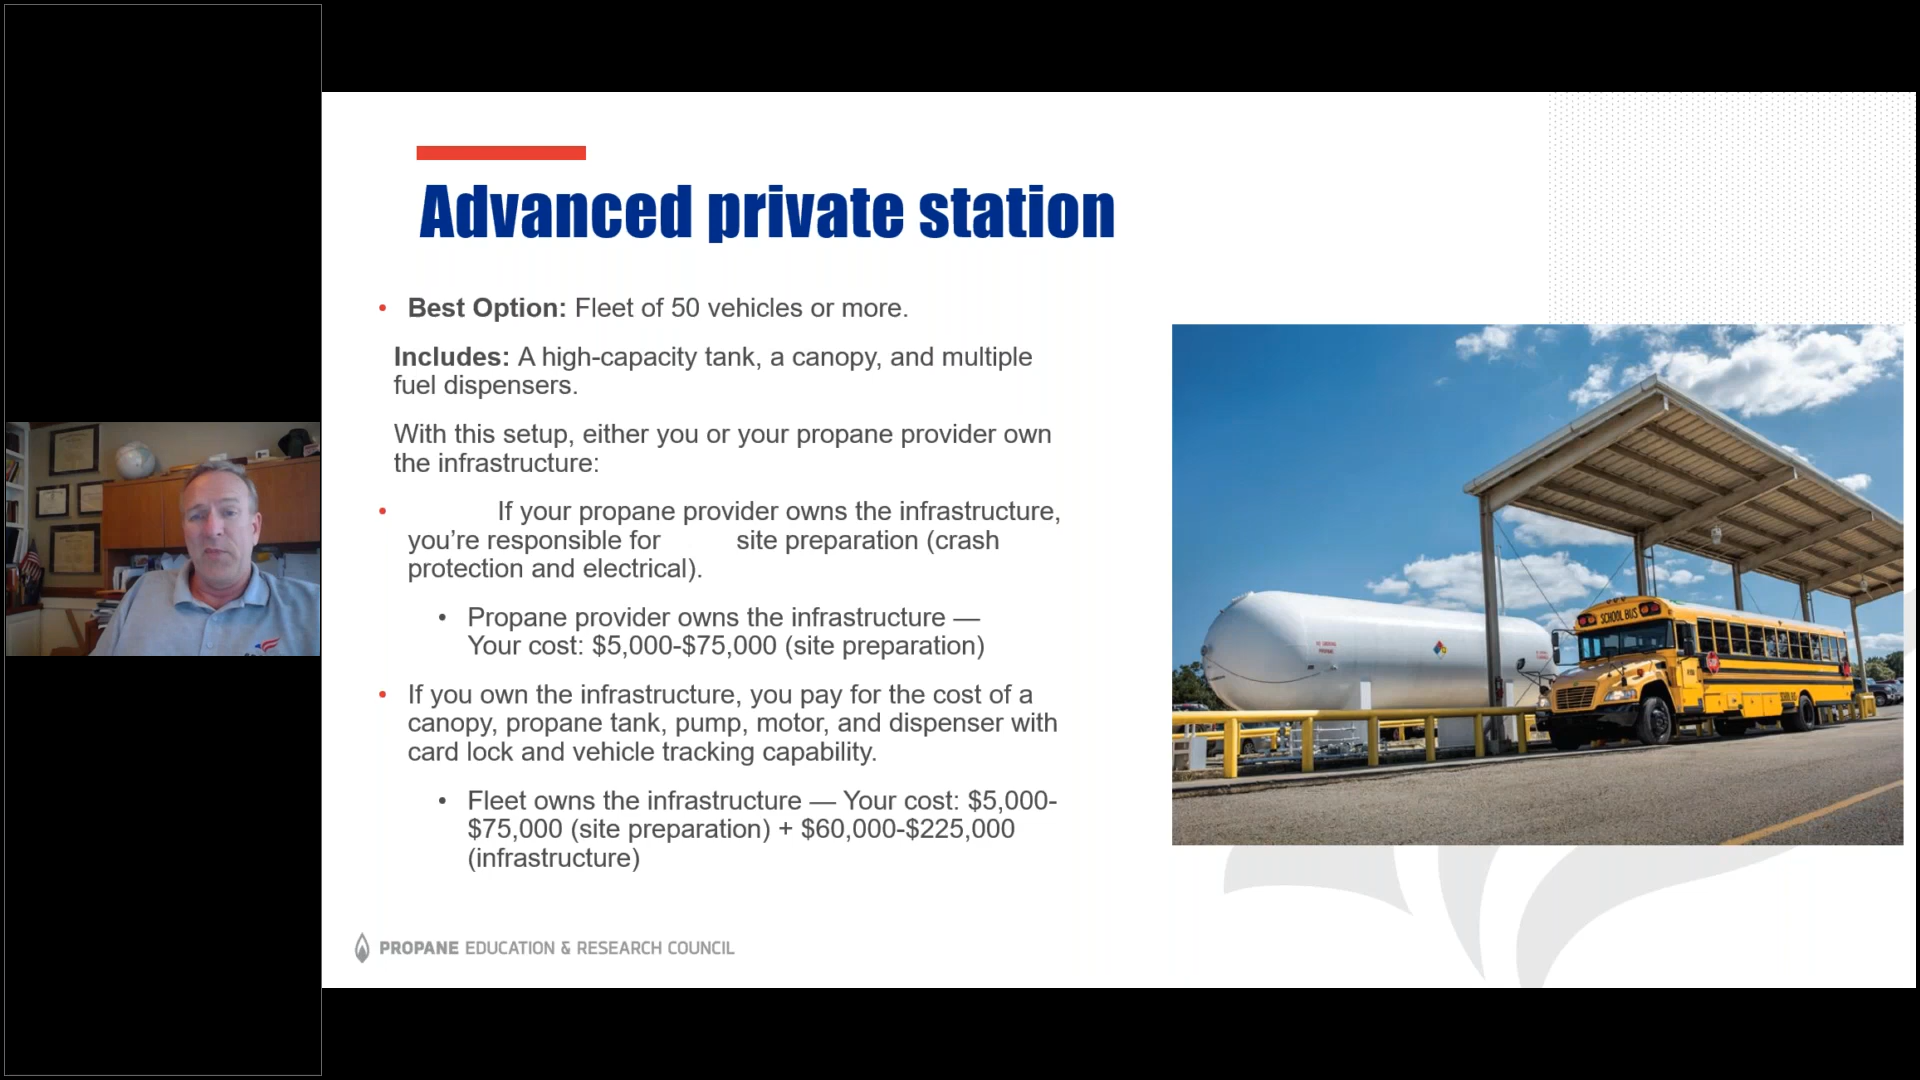 Advanced private station
• Best Option: Fleet of 50 vehicles or more.
Includes: A high-capacity tank, a canopy, and multiple
fuel dispensers.
With this setup, either you or your propane provider own
the infrastructure:
• If your propane provider owns the infrastructure,
you’re responsible for site preparation (crash
protection and electrical).
• Propane provider owns the infrastructure —
Your cost: $5,000-$75,000 (site preparation)
• If you own the infrastructure, you pay for the cost of a
canopy, propane tank, pump, motor, and dispenser with
card lock and vehicle tracking capability.
• Fleet owns the infrastructure — Your cost: $5,000-
$75,000 (site preparation) + $60,000-$225,000
(infrastructure)
SCHOOL BUS
PROPANE EDUCATION & RESEARCH COUNCIL